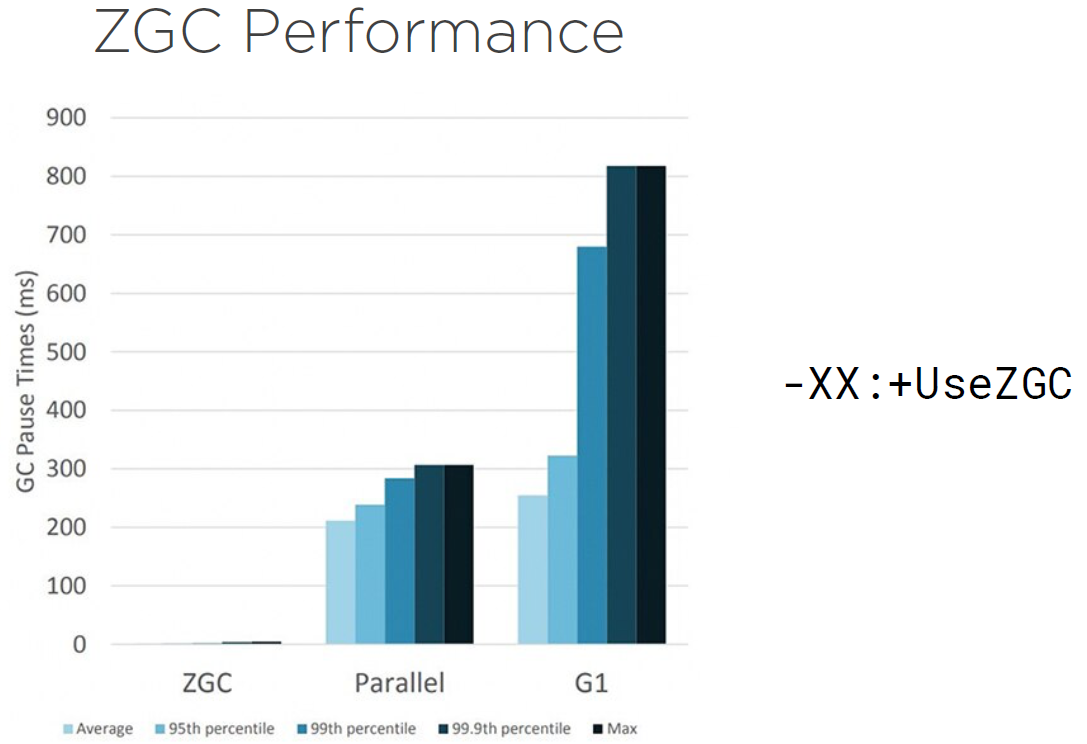 ZGC Performance
900
800
700
600
500
400
300
200
100
0
GC Pause Times (ms)
ZGC Parallel G1
Average 95th percentile 99th percentile 99.9th percentile Max
-XX:+UseZGC